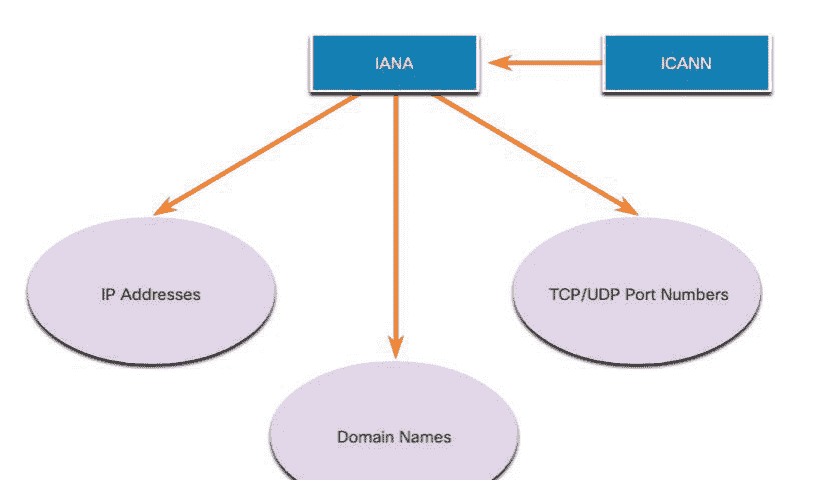 IANA
ICANN
IP Addresses
TCP/UDP Port Numbers
Domain Names